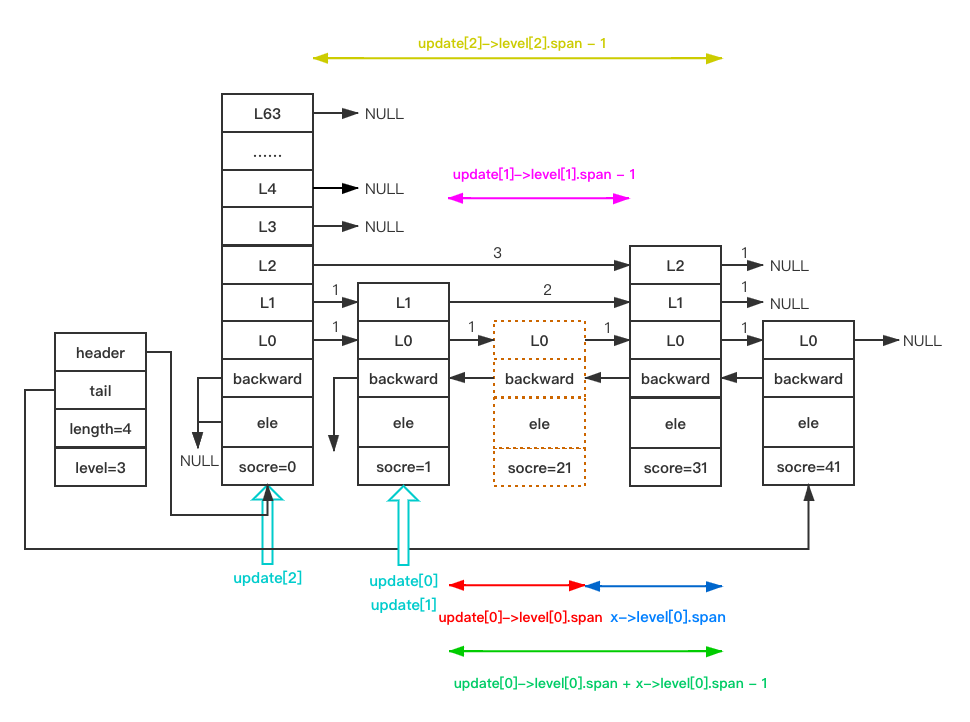 update[2]->level[2].span - 1
L63
NULL
......
update[1]->level[1].span - 1
L4
NULL
L3
NULL
L2
3
L2
1
NULL
L1
1
L1
2
L1
1
NULL
L0
1
L0
1
L0
1
L0
1
L0
NULL
header
tail
length=4
level=3
backward
backward
backward
backward
backward
ele
ele
ele
ele
ele
NULL
socre=0
socre=1
socre=21
score=31
socre=41
update[2]
update[0]
update[1]
update[0]->level[0].span
x->level[0].span
update[0]->level[0].span + x->level[0].span - 1